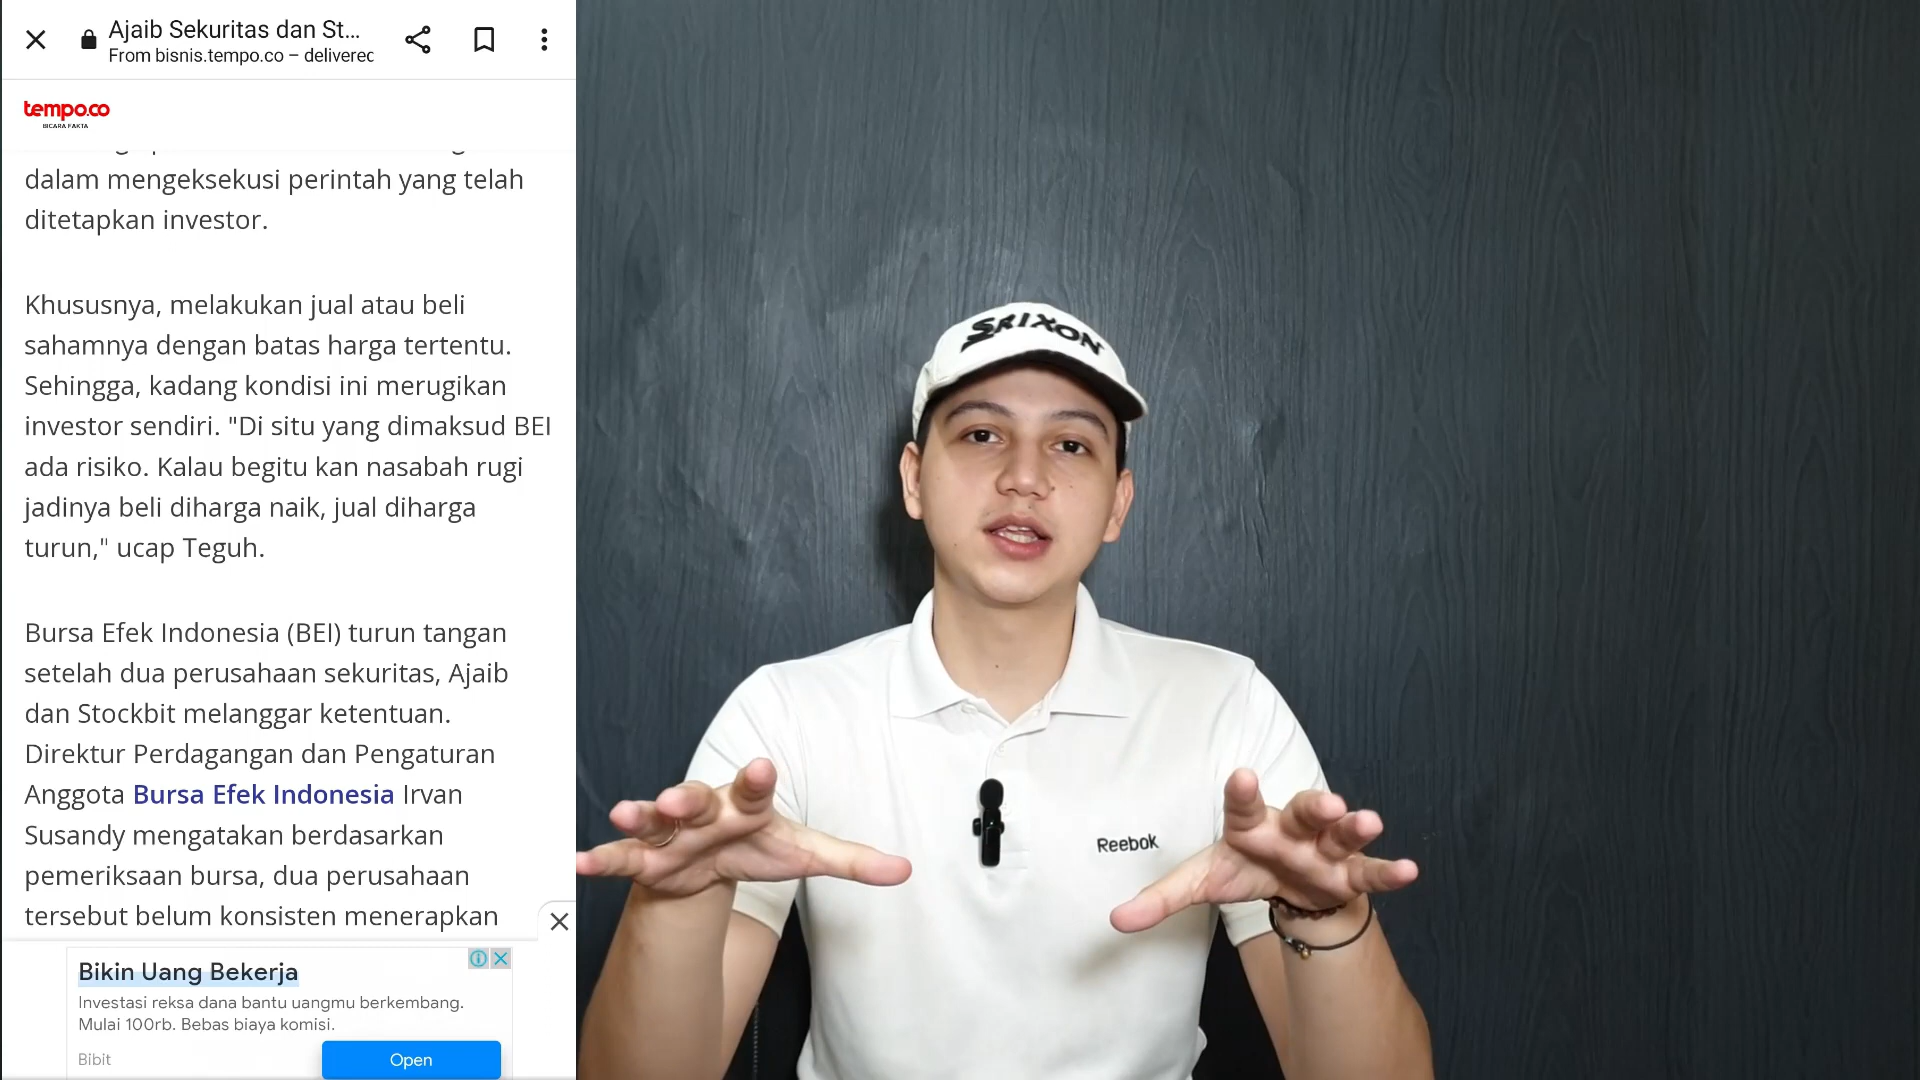 Ajaib Sekuritas dan St...
From bisnis.tempo.co – delivered
tempo.co
BICARA FAKTA
dalam mengeksekusi perintah yang telah
ditetapkan investor.
Khususnya, melakukan jual atau beli
sahamnya dengan batas harga tertentu.
Sehingga, kadang kondisi ini merugikan
investor sendiri. "Di situ yang dimaksud BEI
ada risiko. Kalau begitu kan nasabah rugi
jadinya beli diharga naik, jual diharga
turun," ucap Teguh.
Bursa Efek Indonesia (BEI) turun tangan
setelah dua perusahaan sekuritas, Ajaib
dan Stockbit melanggar ketentuan.
Direktur Perdagangan dan Pengaturan
Anggota Bursa Efek Indonesia Irvan
Susandy mengatakan berdasarkan
pemeriksaan bursa, dua perusahaan
tersebut belum konsisten menerapkan
Bikin Uang Bekerja
Investasi reksa dana bantu uangmu berkembang.
Mulai 100rb. Bebas biaya komisi.
Bibit
Open
SRIXON
Reebok